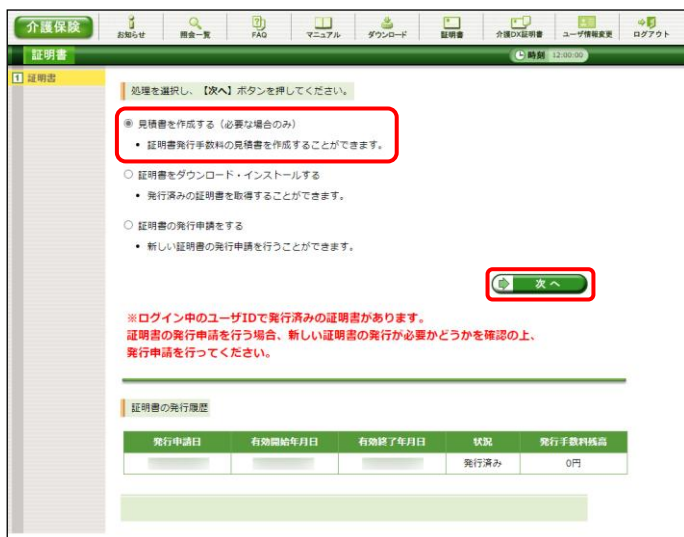 介護保険
お知らせ 照会一覧 FAQ マニュアル ダウンロード 証明書 介護DX証明書 ユーザ情報変更 ログアウト
証明書 時刻 12:00:00
1 証明書
処理を選択し、【次へ】ボタンを押してください。
見積書を作成する（必要な場合のみ）
• 証明書発行手数料の見積書を作成することができます。
証明書をダウンロード・インストールする
• 発行済みの証明書を取得することができます。
証明書の発行申請をする
• 新しい証明書の発行申請を行うことができます。
次へ
※ログイン中のユーザIDで発行済みの証明書があります。
証明書の発行申請を行う場合、新しい証明書の発行が必要かどうかを確認の上、
発行申請を行ってください。
証明書の発行履歴
発行申請日 有効開始年月日 有効終了年月日 状況 発行手数料残高
発行済み 0円